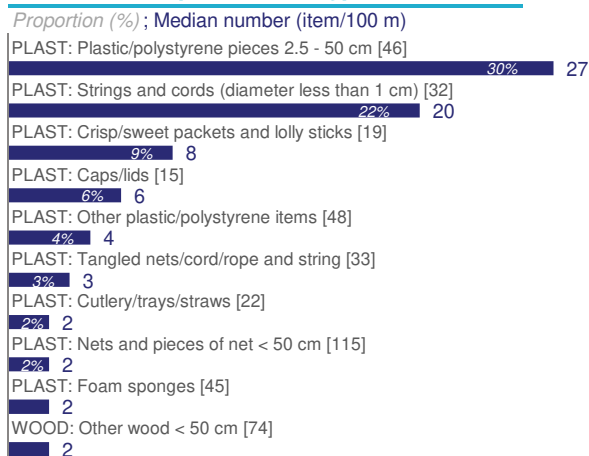 Proportion (%) ; Median number (item/100 m)
PLAST: Plastic/polystyrene pieces 2.5 - 50 cm [46]
30% 27
PLAST: Strings and cords (diameter less than 1 cm) [32]
22% 20
PLAST: Crisp/sweet packets and lolly sticks [19]
9% 8
PLAST: Caps/lids [15]
6% 6
PLAST: Other plastic/polystyrene items [48]
4% 4
PLAST: Tangled nets/cord/rope and string [33]
3% 3
PLAST: Cutlery/trays/straws [22]
2% 2
PLAST: Nets and pieces of net < 50 cm [115]
2% 2
PLAST: Foam sponges [45]
2
WOOD: Other wood < 50 cm [74]
2